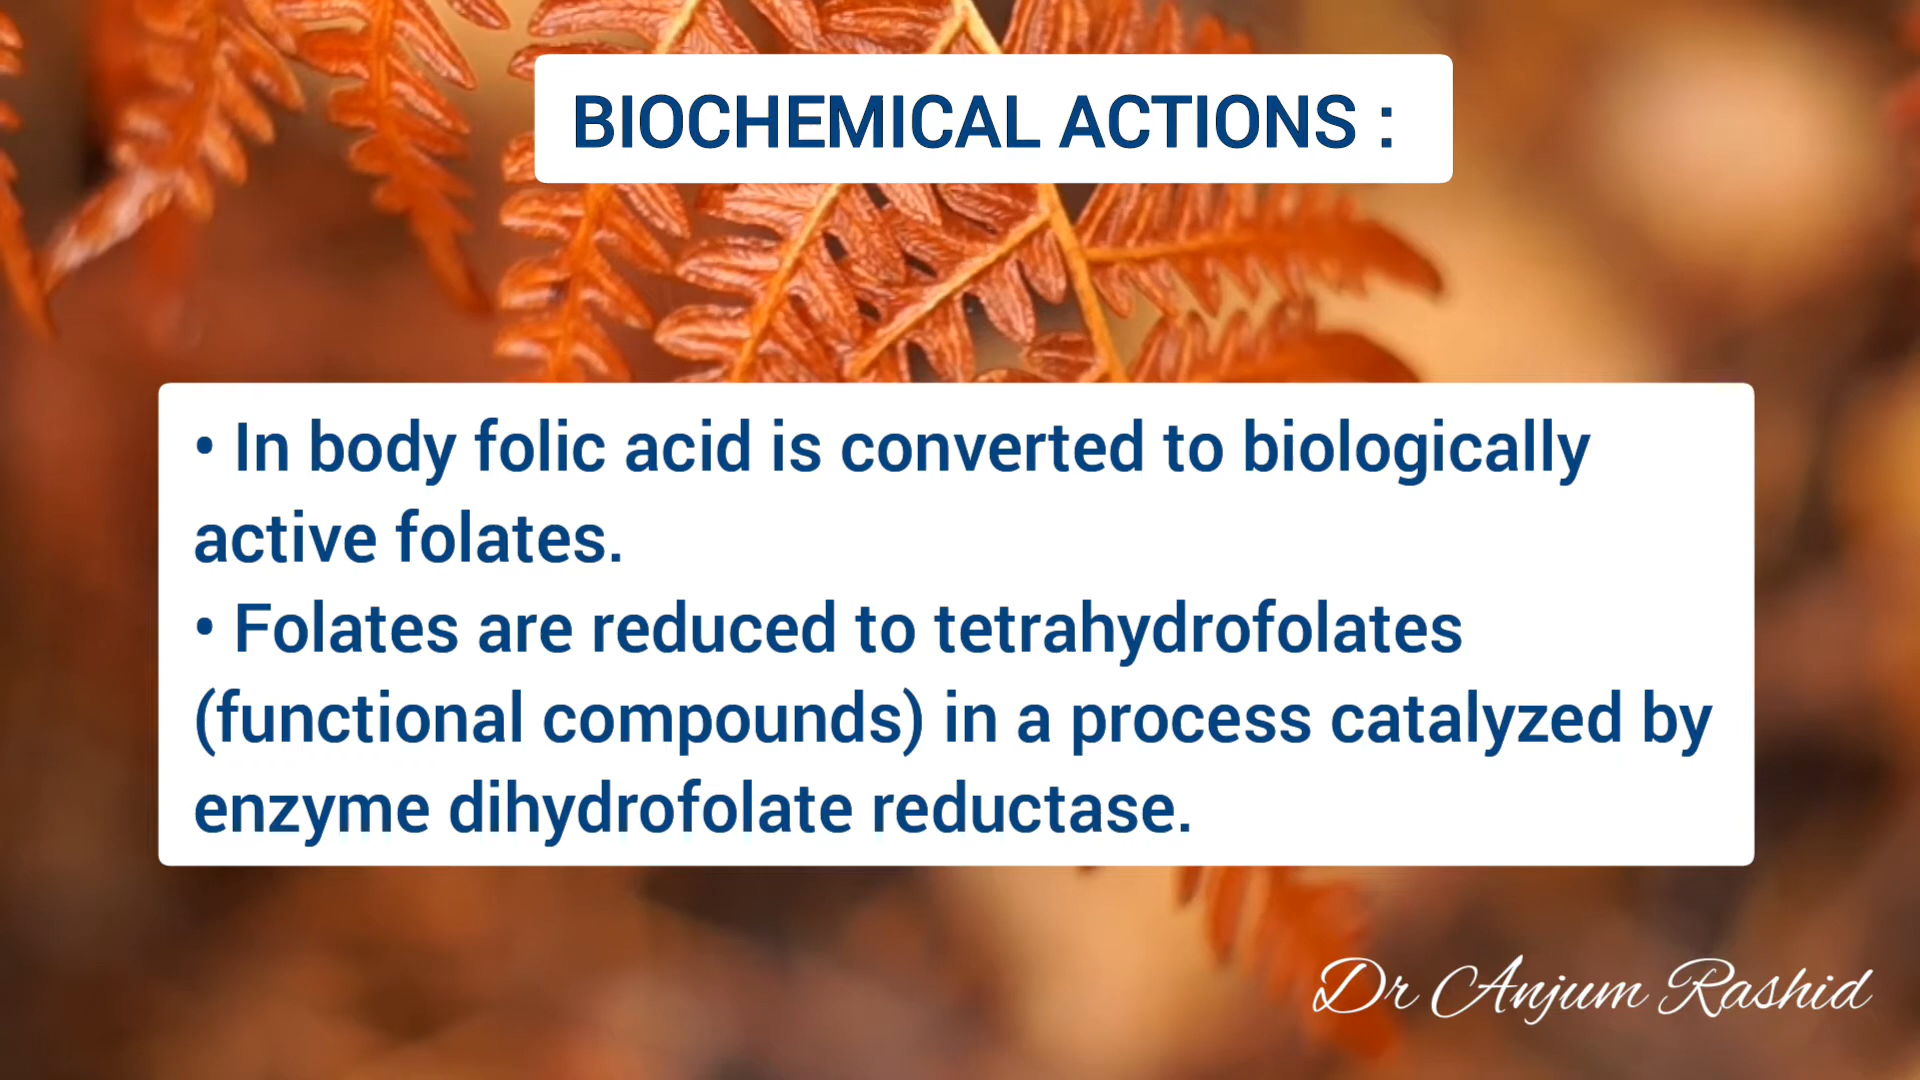 BIOCHEMICAL ACTIONS :
• In body folic acid is converted to biologically
active folates.
• Folates are reduced to tetrahydrofolates
(functional compounds) in a process catalyzed by
enzyme dihydrofolate reductase.
Dr Anjum Rashid